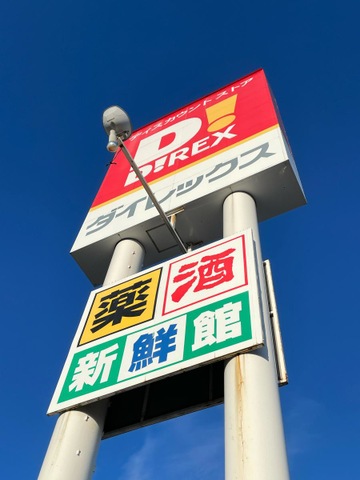 ディスカウント ストア
D!
D!REX
ダイレックス
薬 酒
新鮮館